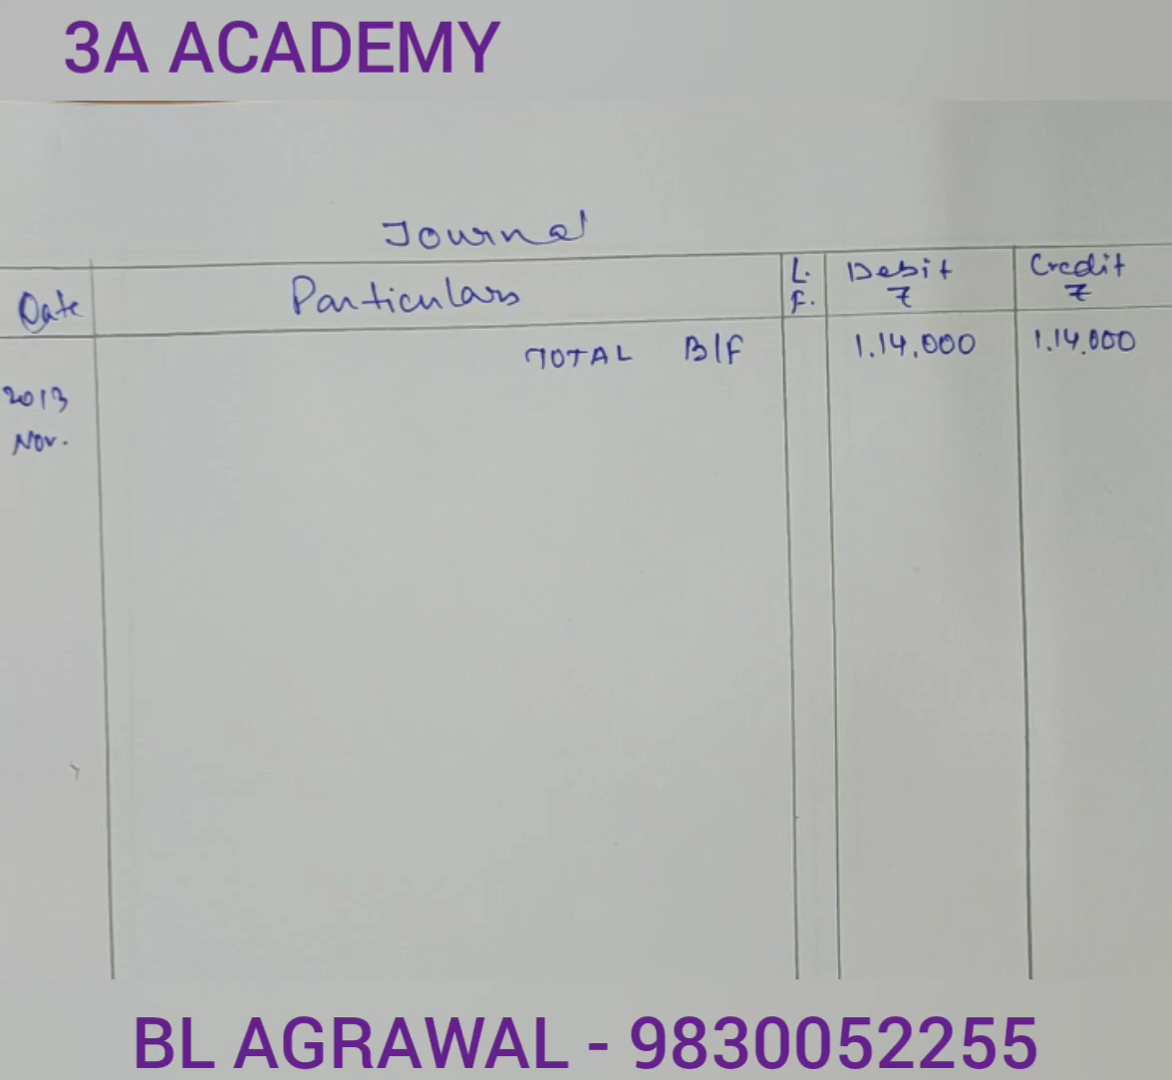 3A ACADEMY
Journal
Date Particulars L.F. Debit ₹ Credit ₹
TOTAL B/F 1,14,000 1,14,000
2013
Nov.
BL AGRAWAL - 9830052255